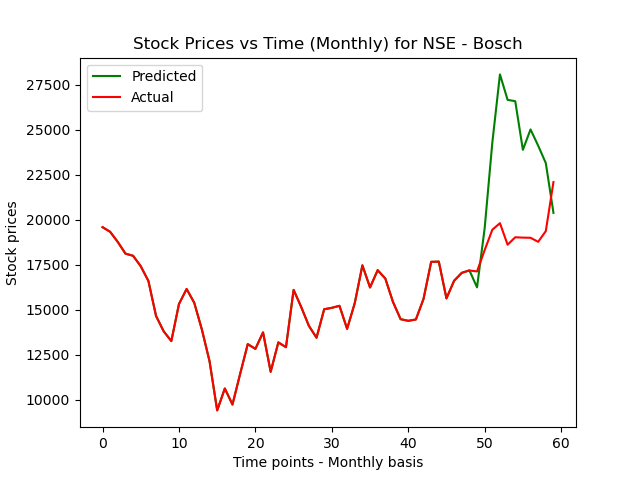 Stock Prices vs Time (Monthly) for NSE - Bosch
Predicted
Actual
27500
25000
22500
20000
17500
15000
12500
10000
Stock prices
0 10 20 30 40 50 60
Time points - Monthly basis